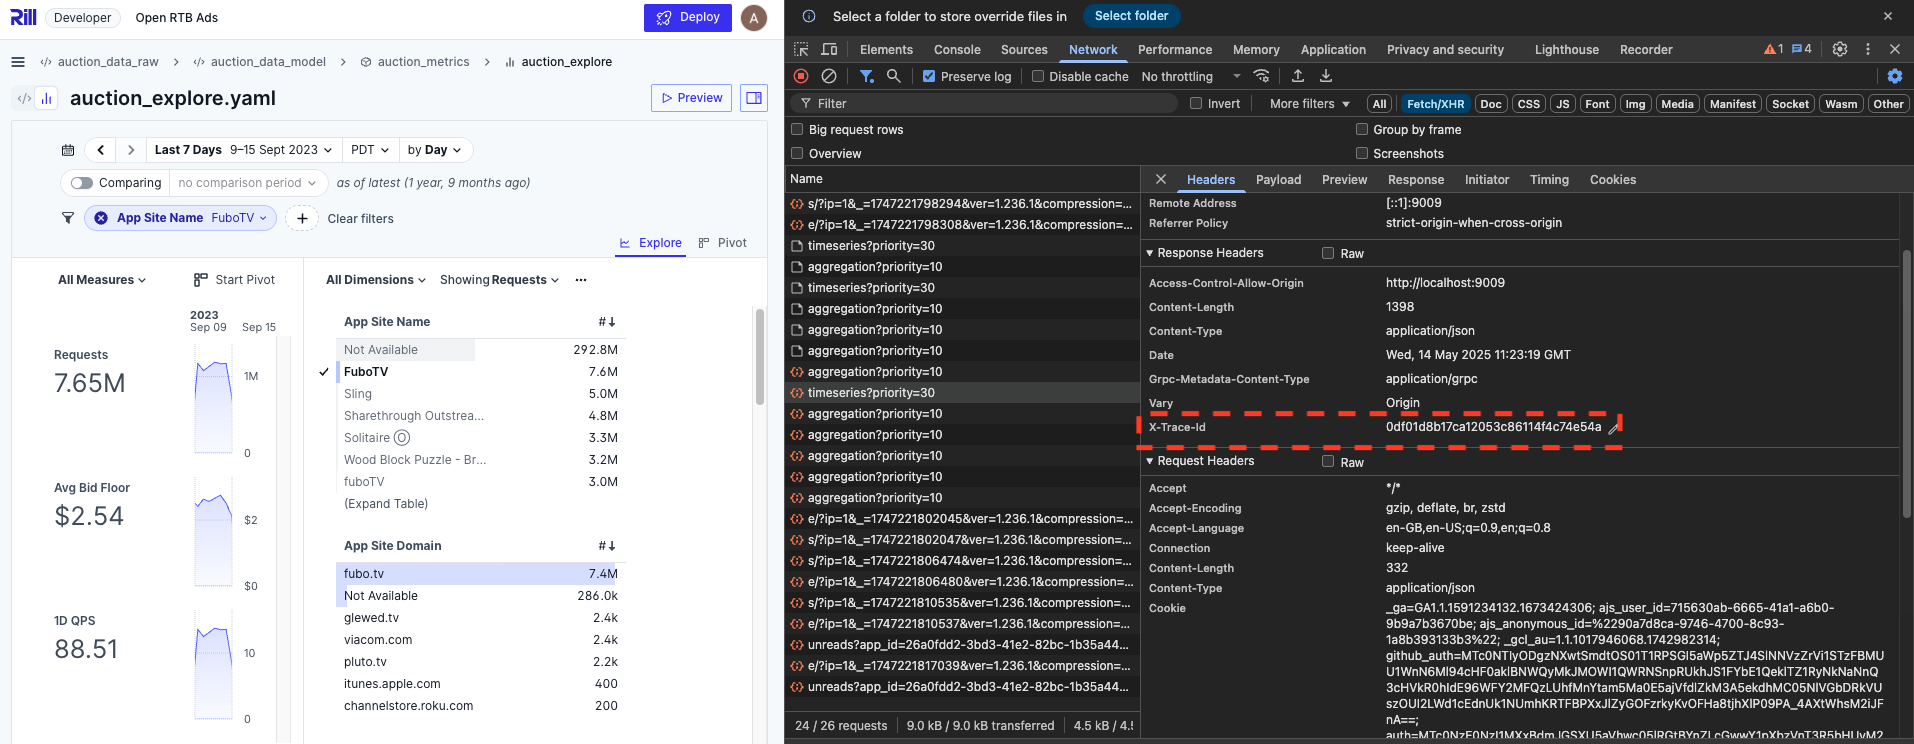 Rill Developer Open RTB Ads Deploy A
auction_data_raw > auction_data_model > auction_metrics > auction_explore
auction_explore.yaml Preview
Last 7 Days 9–15 Sept 2023 PDT by Day
Comparing no comparison period as of latest (1 year, 9 months ago)
App Site Name FuboTV + Clear filters
Explore Pivot
All Measures Start Pivot
2023
Sep 09 Sep 15
Requests
7.65M
1M
0
Avg Bid Floor
$2.54
$2
$0
1D QPS
88.51
10
0
All Dimensions Showing Requests ...
App Site Name #↓
Not Available 292.8M
FuboTV 7.6M
Sling 5.0M
Sharethrough Outstrea... 4.8M
Solitaire 3.3M
Wood Block Puzzle - Br... 3.2M
fuboTV 3.0M
(Expand Table)
App Site Domain #↓
fubo.tv 7.4M
Not Available 286.0k
glewed.tv 2.4k
viacom.com 2.4k
pluto.tv 2.2k
itunes.apple.com 400
channelstore.roku.com 200
Select a folder to store override files in Select folder
Elements Console Sources Network Performance Memory Application Privacy and security Lighthouse Recorder 1 4
Preserve log Disable cache No throttling
Filter Invert More filters All Fetch/XHR Doc CSS JS Font Img Media Manifest Socket Wasm Other
Big request rows Group by frame
Overview Screenshots
Name
s/?ip=1&_=1747221798294&ver=1.236.1&compression=...
e/?ip=1&_=1747221798308&ver=1.236.1&compression=...
timeseries?priority=30
aggregation?priority=10
timeseries?priority=30
aggregation?priority=10
aggregation?priority=10
aggregation?priority=10
aggregation?priority=10
timeseries?priority=30
aggregation?priority=10
aggregation?priority=10
aggregation?priority=10
aggregation?priority=10
aggregation?priority=10
e/?ip=1&_=1747221802045&ver=1.236.1&compression=...
s/?ip=1&_=1747221802047&ver=1.236.1&compression=...
s/?ip=1&_=1747221806474&ver=1.236.1&compression=...
e/?ip=1&_=1747221806480&ver=1.236.1&compression=...
s/?ip=1&_=1747221810535&ver=1.236.1&compression=...
e/?ip=1&_=1747221810537&ver=1.236.1&compression=...
unreads?app_id=26a0fdd2-3bd3-41e2-82bc-1b35a44...
e/?ip=1&_=1747221817039&ver=1.236.1&compression=...
unreads?app_id=26a0fdd2-3bd3-41e2-82bc-1b35a44...
24 / 26 requests 9.0 kB / 9.0 kB transferred 4.5 kB / 4.5
Headers Payload Preview Response Initiator Timing Cookies
Remote Address [::1]:9009
Referrer Policy strict-origin-when-cross-origin
Response Headers Raw
Access-Control-Allow-Origin http://localhost:9009
Content-Length 1398
Content-Type application/json
Date Wed, 14 May 2025 11:23:19 GMT
Grpc-Metadata-Content-Type application/grpc
Vary Origin
X-Trace-Id 0df01d8b17ca12053c86114f4c74e54a
Request Headers Raw
Accept */*
Accept-Encoding gzip, deflate, br, zstd
Accept-Language en-GB,en-US;q=0.9,en;q=0.8
Connection keep-alive
Content-Length 332
Content-Type application/json
Cookie _ga=GA1.1.1591234132.1673424306; ajs_user_id=715630ab-6665-41a1-a6b0-
9b9a7b3670be; ajs_anonymous_id=%2290a7d8ca-9746-4700-8c93-
1a8b393133b3%22; _gcl_au=1.1.1017946068.1742982314;